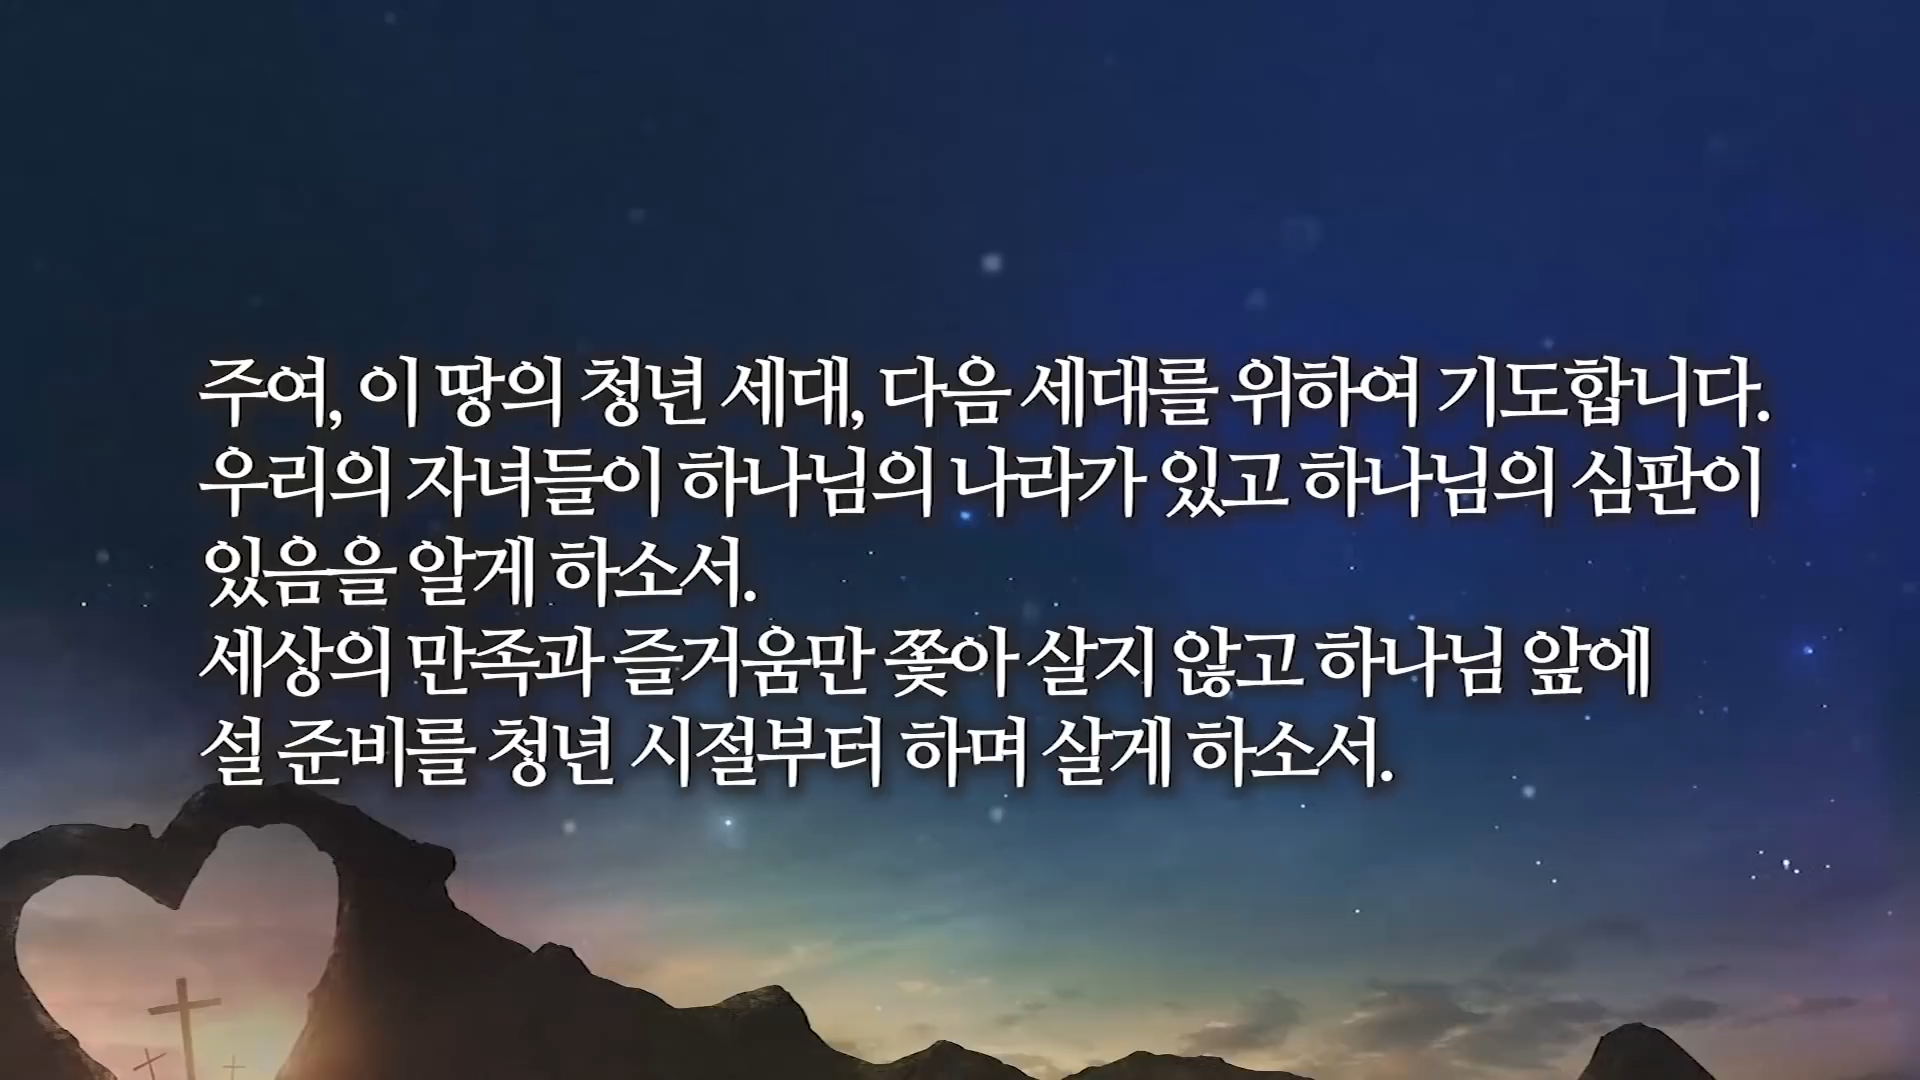 주여, 이 땅의 청년 세대, 다음 세대를 위하여 기도합니다.
우리의 자녀들이 하나님의 나라가 있고 하나님의 심판이
있음을 알게 하소서.
세상의 만족과 즐거움만 쫓아 살지 않고 하나님 앞에
설 준비를 청년 시절부터 하며 살게 하소서.